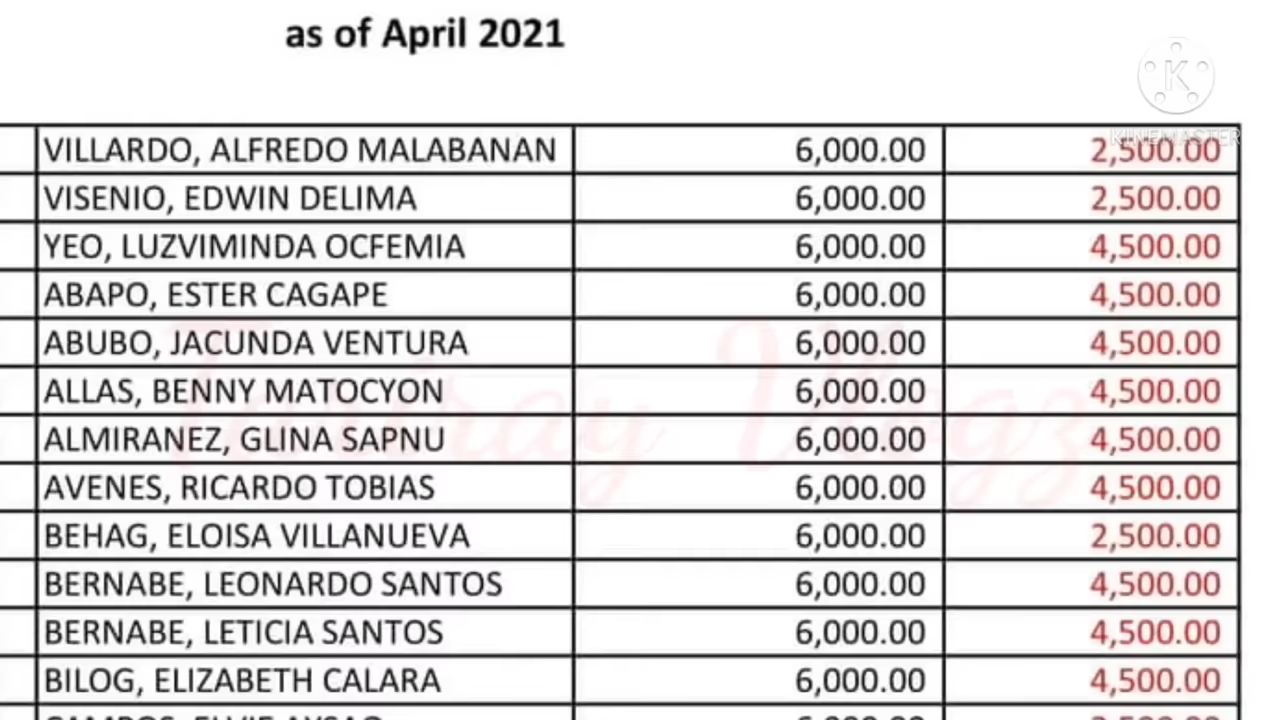 as of April 2021
K
KINEMASTER
VILLARDO, ALFREDO MALABANAN 6,000.00 2,500.00
VISENIO, EDWIN DELIMA 6,000.00 2,500.00
YEO, LUZVIMINDA OCFEMIA 6,000.00 4,500.00
ABAPO, ESTER CAGAPE 6,000.00 4,500.00
ABUBO, JACUNDA VENTURA 6,000.00 4,500.00
ALLAS, BENNY MATOCYON 6,000.00 4,500.00
ALMIRANEZ, GLINA SAPNU 6,000.00 4,500.00
AVENES, RICARDO TOBIAS 6,000.00 4,500.00
BEHAG, ELOISA VILLANUEVA 6,000.00 2,500.00
BERNABE, LEONARDO SANTOS 6,000.00 4,500.00
BERNABE, LETICIA SANTOS 6,000.00 4,500.00
BILOG, ELIZABETH CALARA 6,000.00 4,500.00